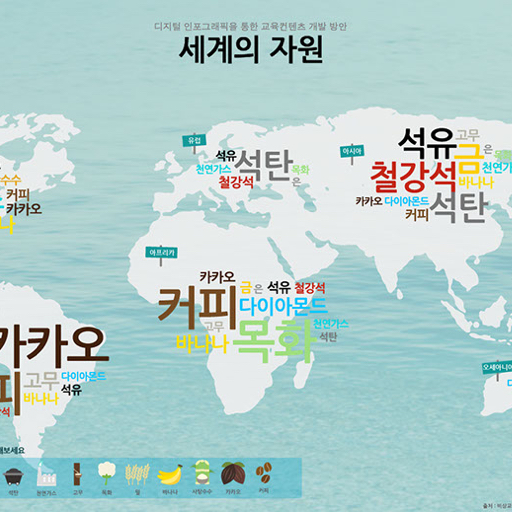 디지털 인포그래픽을 통한 교육컨텐츠 개발 방안
세계의 자원
유럽
석유
석탄
천연가스
목화
철강석
은
아시아
석유
고무
금
은
철강석
천연가
바나나
카카오
다이아몬드
석탄
커피
수수
커피
카카오
나
아프리카
카카오
금
은
석유
철강석
커피
다이아몬드
고무
목화
천연가스
바나나
석탄
카카오
피
고무
다이아몬드
바나나
석유
석
오세아니아
해보세요
석탄
천연가스
고무
목화
밀
바나나
사탕수수
카카오
커피
출처 : 비상교